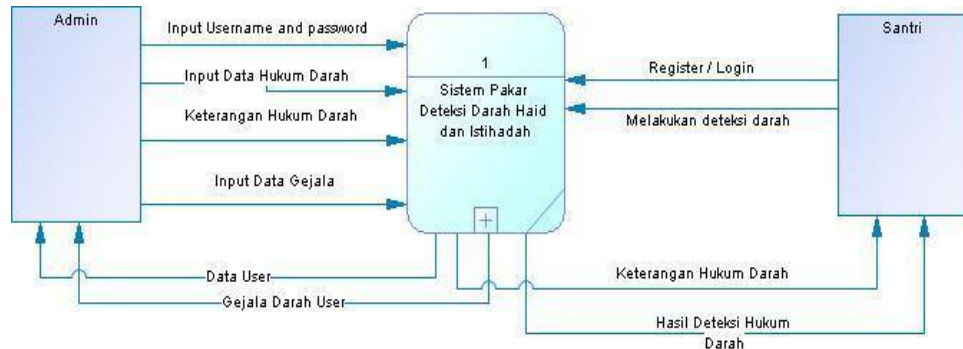 Admin
Input Username and password
Input Data Hukum Darah
Keterangan Hukum Darah
Input Data Gejala
1
Sistem Pakar
Deteksi Darah Haid
dan Istihadah
Santri
Register / Login
Melakukan deteksi darah
Data User
Gejala Darah User
Keterangan Hukum Darah
Hasil Deteksi Hukum
Darah